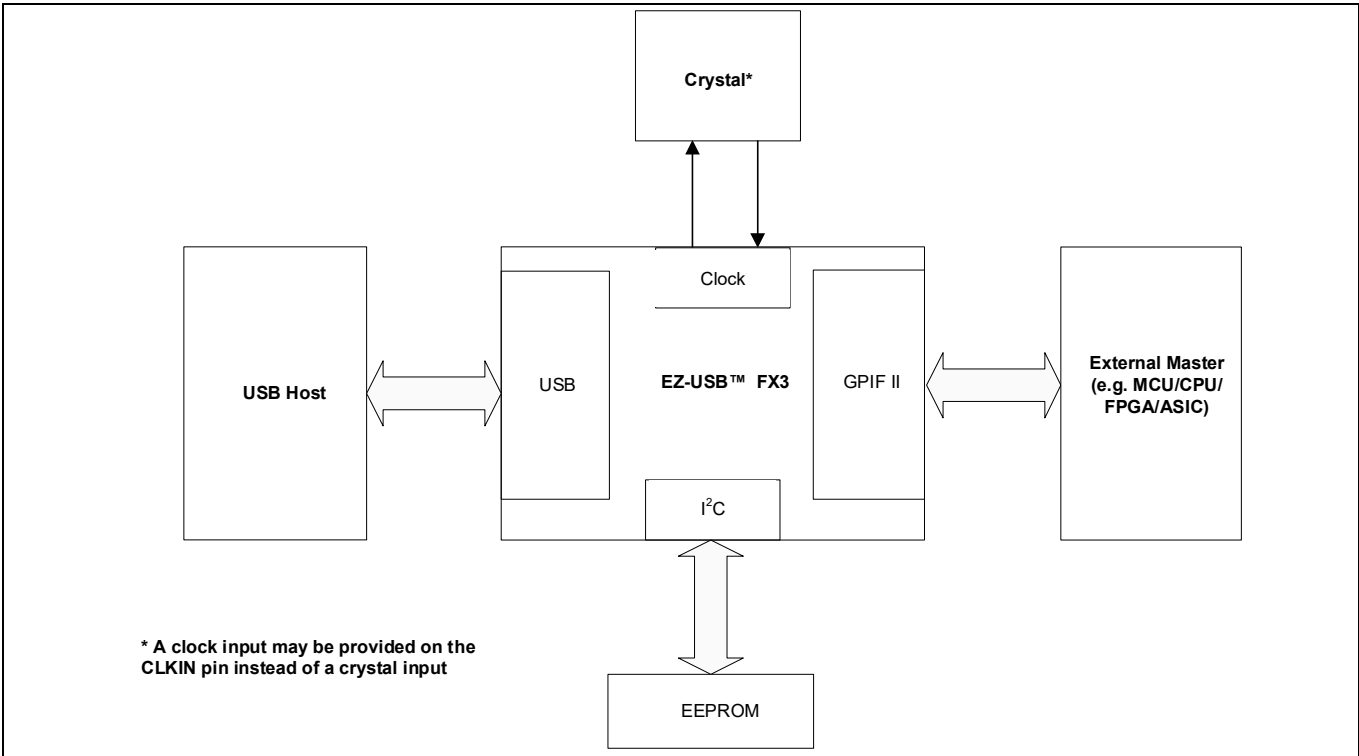 Crystal*
Clock
USB Host
USB
EZ-USB™ FX3
GPIF II
External Master
(e.g. MCU/CPU/
FPGA/ASIC)
I²C
* A clock input may be provided on the
CLKIN pin instead of a crystal input
EEPROM